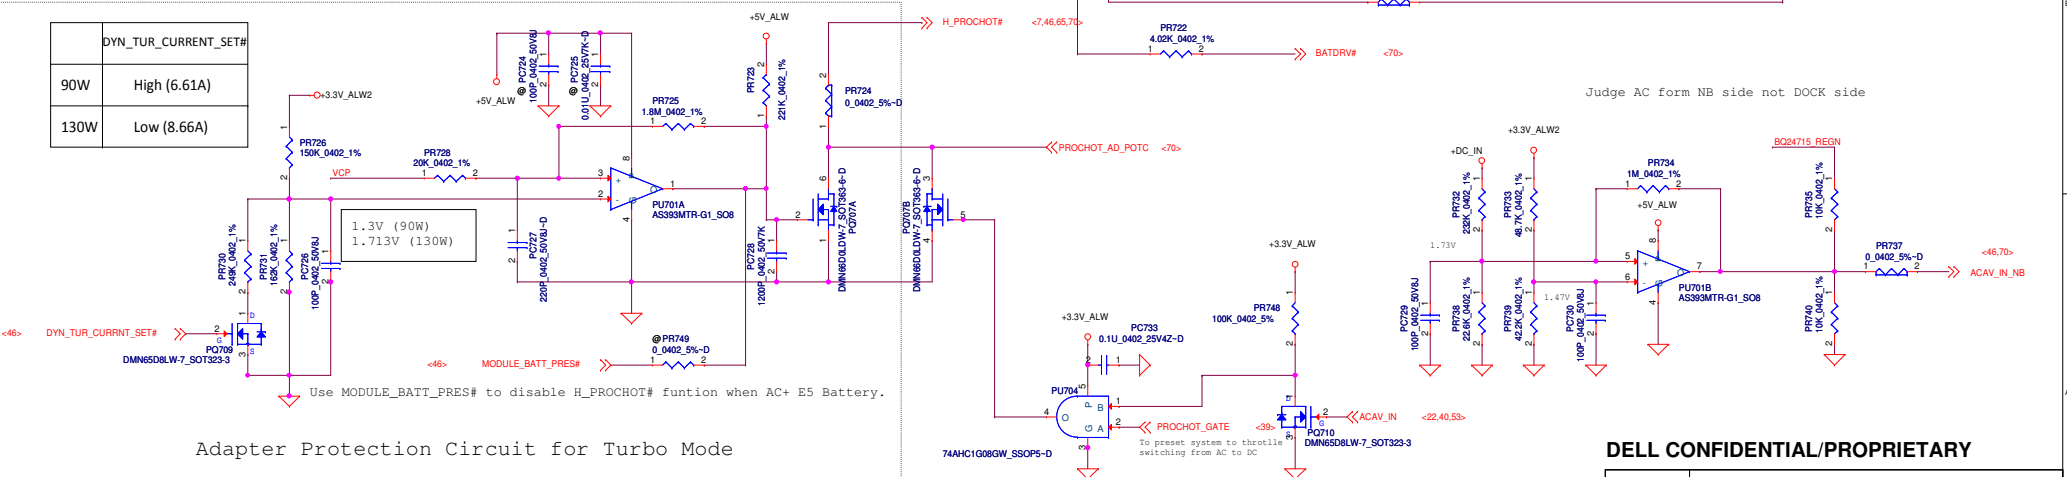 DYN_TUR_CURRENT_SET#
90W High (6.61A)
130W Low (8.66A)
+3.3V_ALW2
PR726
150K_0402_1%
PR728
20K_0402_1%
VCP
1.3V (90W)
1.713V (130W)
PR730
249K_0402_1%
PR731
162K_0402_1%
PC726
100P_0402_50V8J
<46> DYN_TUR_CURRNT_SET#
PQ709
DMN65D8LW-7_SOT323-3
+5V_ALW
@ PC724
100P_0402_50V8J
@ PC725
0.01U_0402_25V7K~D
PR725
1.8M_0402_1%
+5V_ALW
PR723
221K_0402_1%
PU701A
AS393MTR-G1_SO8
PC727
220P_0402_50V8J~D
PC728
1200P_0402_50V7K
@PR749
0_0402_5%~D
<46> MODULE_BATT_PRES#
Use MODULE_BATT_PRES# to disable H_PROCHOT# funtion when AC+ E5 Battery.
Adapter Protection Circuit for Turbo Mode
H_PROCHOT# <7,46,65,70>
PR724
0_0402_5%~D
PROCHOT_AD_POTC <70>
PQ707A
DMN66D0LDW-7_SOT363-6~D
PQ707B
DMN66D0LDW-7_SOT363-6~D
PR722
4.02K_0402_1%
BATDRV# <70>
+3.3V_ALW
PC733
0.1U_0402_25V4Z~D
PU704
74AHC1G08GW_SSOP5~D
PROCHOT_GATE <39>
To preset system to throttle
switching from AC to DC
+3.3V_ALW
PR748
100K_0402_5%
PQ710
DMN65D8LW-7_SOT323-3
ACAV_IN <22,40,53>
Judge AC form NB side not DOCK side
+DC_IN
PR732
232K_0402_1%
+3.3V_ALW2
PR733
48.7K_0402_1%
1.73V
1.47V
PC729
100P_0402_50V8J
PR738
22.6K_0402_1%
PR739
42.2K_0402_1%
PC730
100P_0402_50V8J
PR734
1M_0402_1%
+5V_ALW
PU701B
AS393MTR-G1_SO8
BQ24715_REGN
PR735
10K_0402_1%
PR740
10K_0402_1%
PR737
0_0402_5%~D
<46,70>
ACAV_IN_NB
DELL CONFIDENTIAL/PROPRIETARY